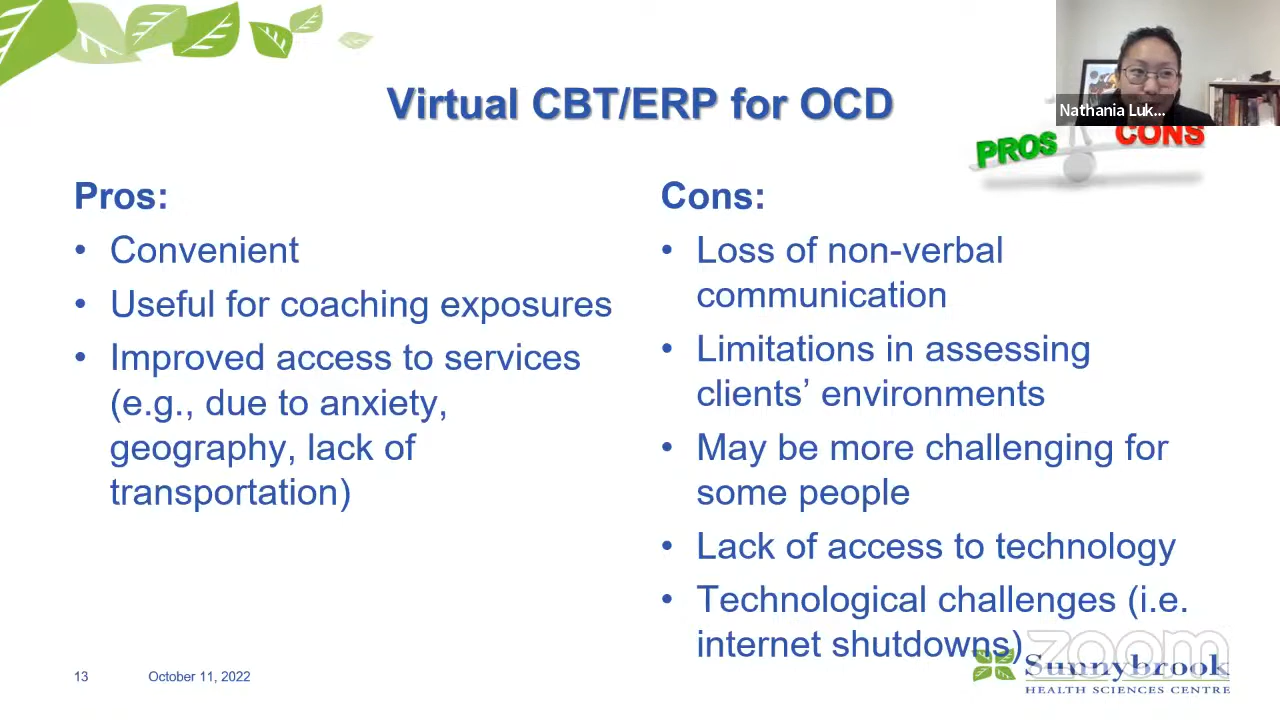 Virtual CBT/ERP for OCD
Nathania Luk...
PROS
CONS
Pros:
• Convenient
• Useful for coaching exposures
• Improved access to services
(e.g., due to anxiety,
geography, lack of
transportation)
Cons:
• Loss of non-verbal
communication
• Limitations in assessing
clients’ environments
• May be more challenging for
some people
• Lack of access to technology
• Technological challenges (i.e.
internet shutdowns)
zoom
Sunnybrook
HEALTH SCIENCES CENTRE
13
October 11, 2022